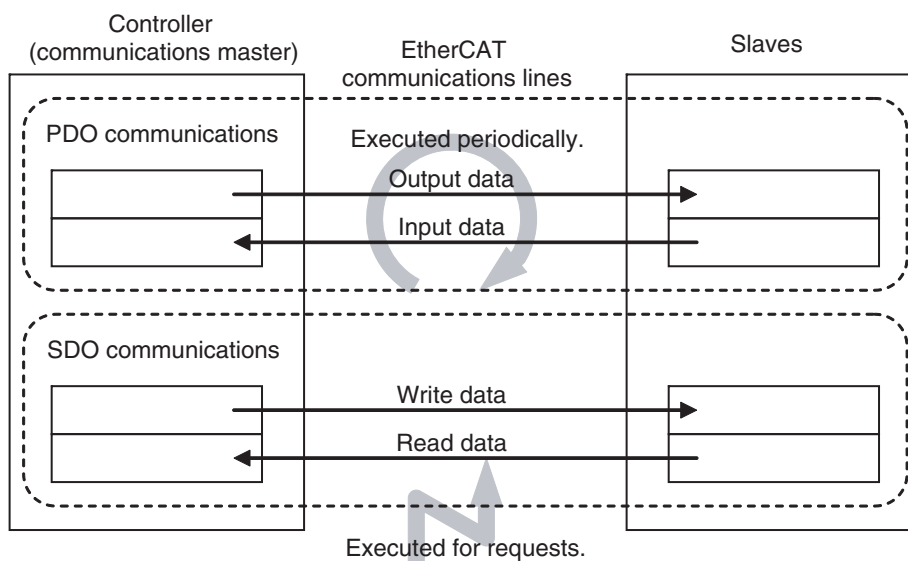 Controller
(communications master)
EtherCAT
communications lines
Slaves
PDO communications
Executed periodically.
Output data
Input data
SDO communications
Write data
Read data
Executed for requests.